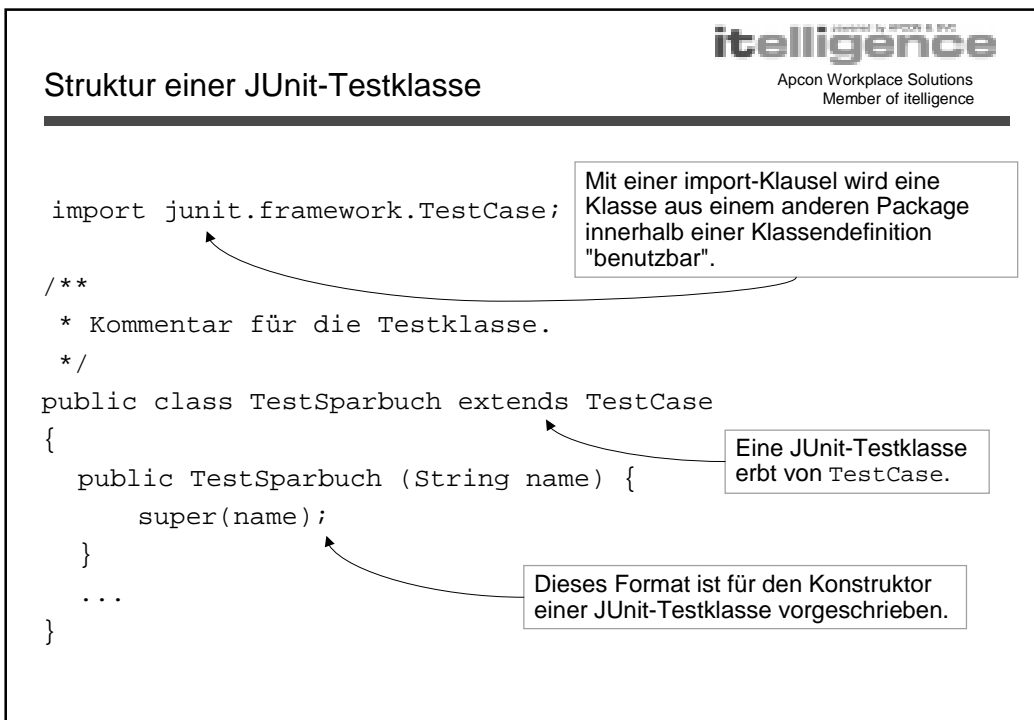 itelligence
Struktur einer JUnit-Testklasse
Apcon Workplace Solutions
Member of itelligence
import junit.framework.TestCase;
Mit einer import-Klausel wird eine
Klasse aus einem anderen Package
innerhalb einer Klassendefinition
"benutzbar".
/**
* Kommentar für die Testklasse.
*/
public class TestSparbuch extends TestCase
{
Eine JUnit-Testklasse
erbt von TestCase.
public TestSparbuch (String name) {
super(name);
}
Dieses Format ist für den Konstruktor
einer JUnit-Testklasse vorgeschrieben.
...
}